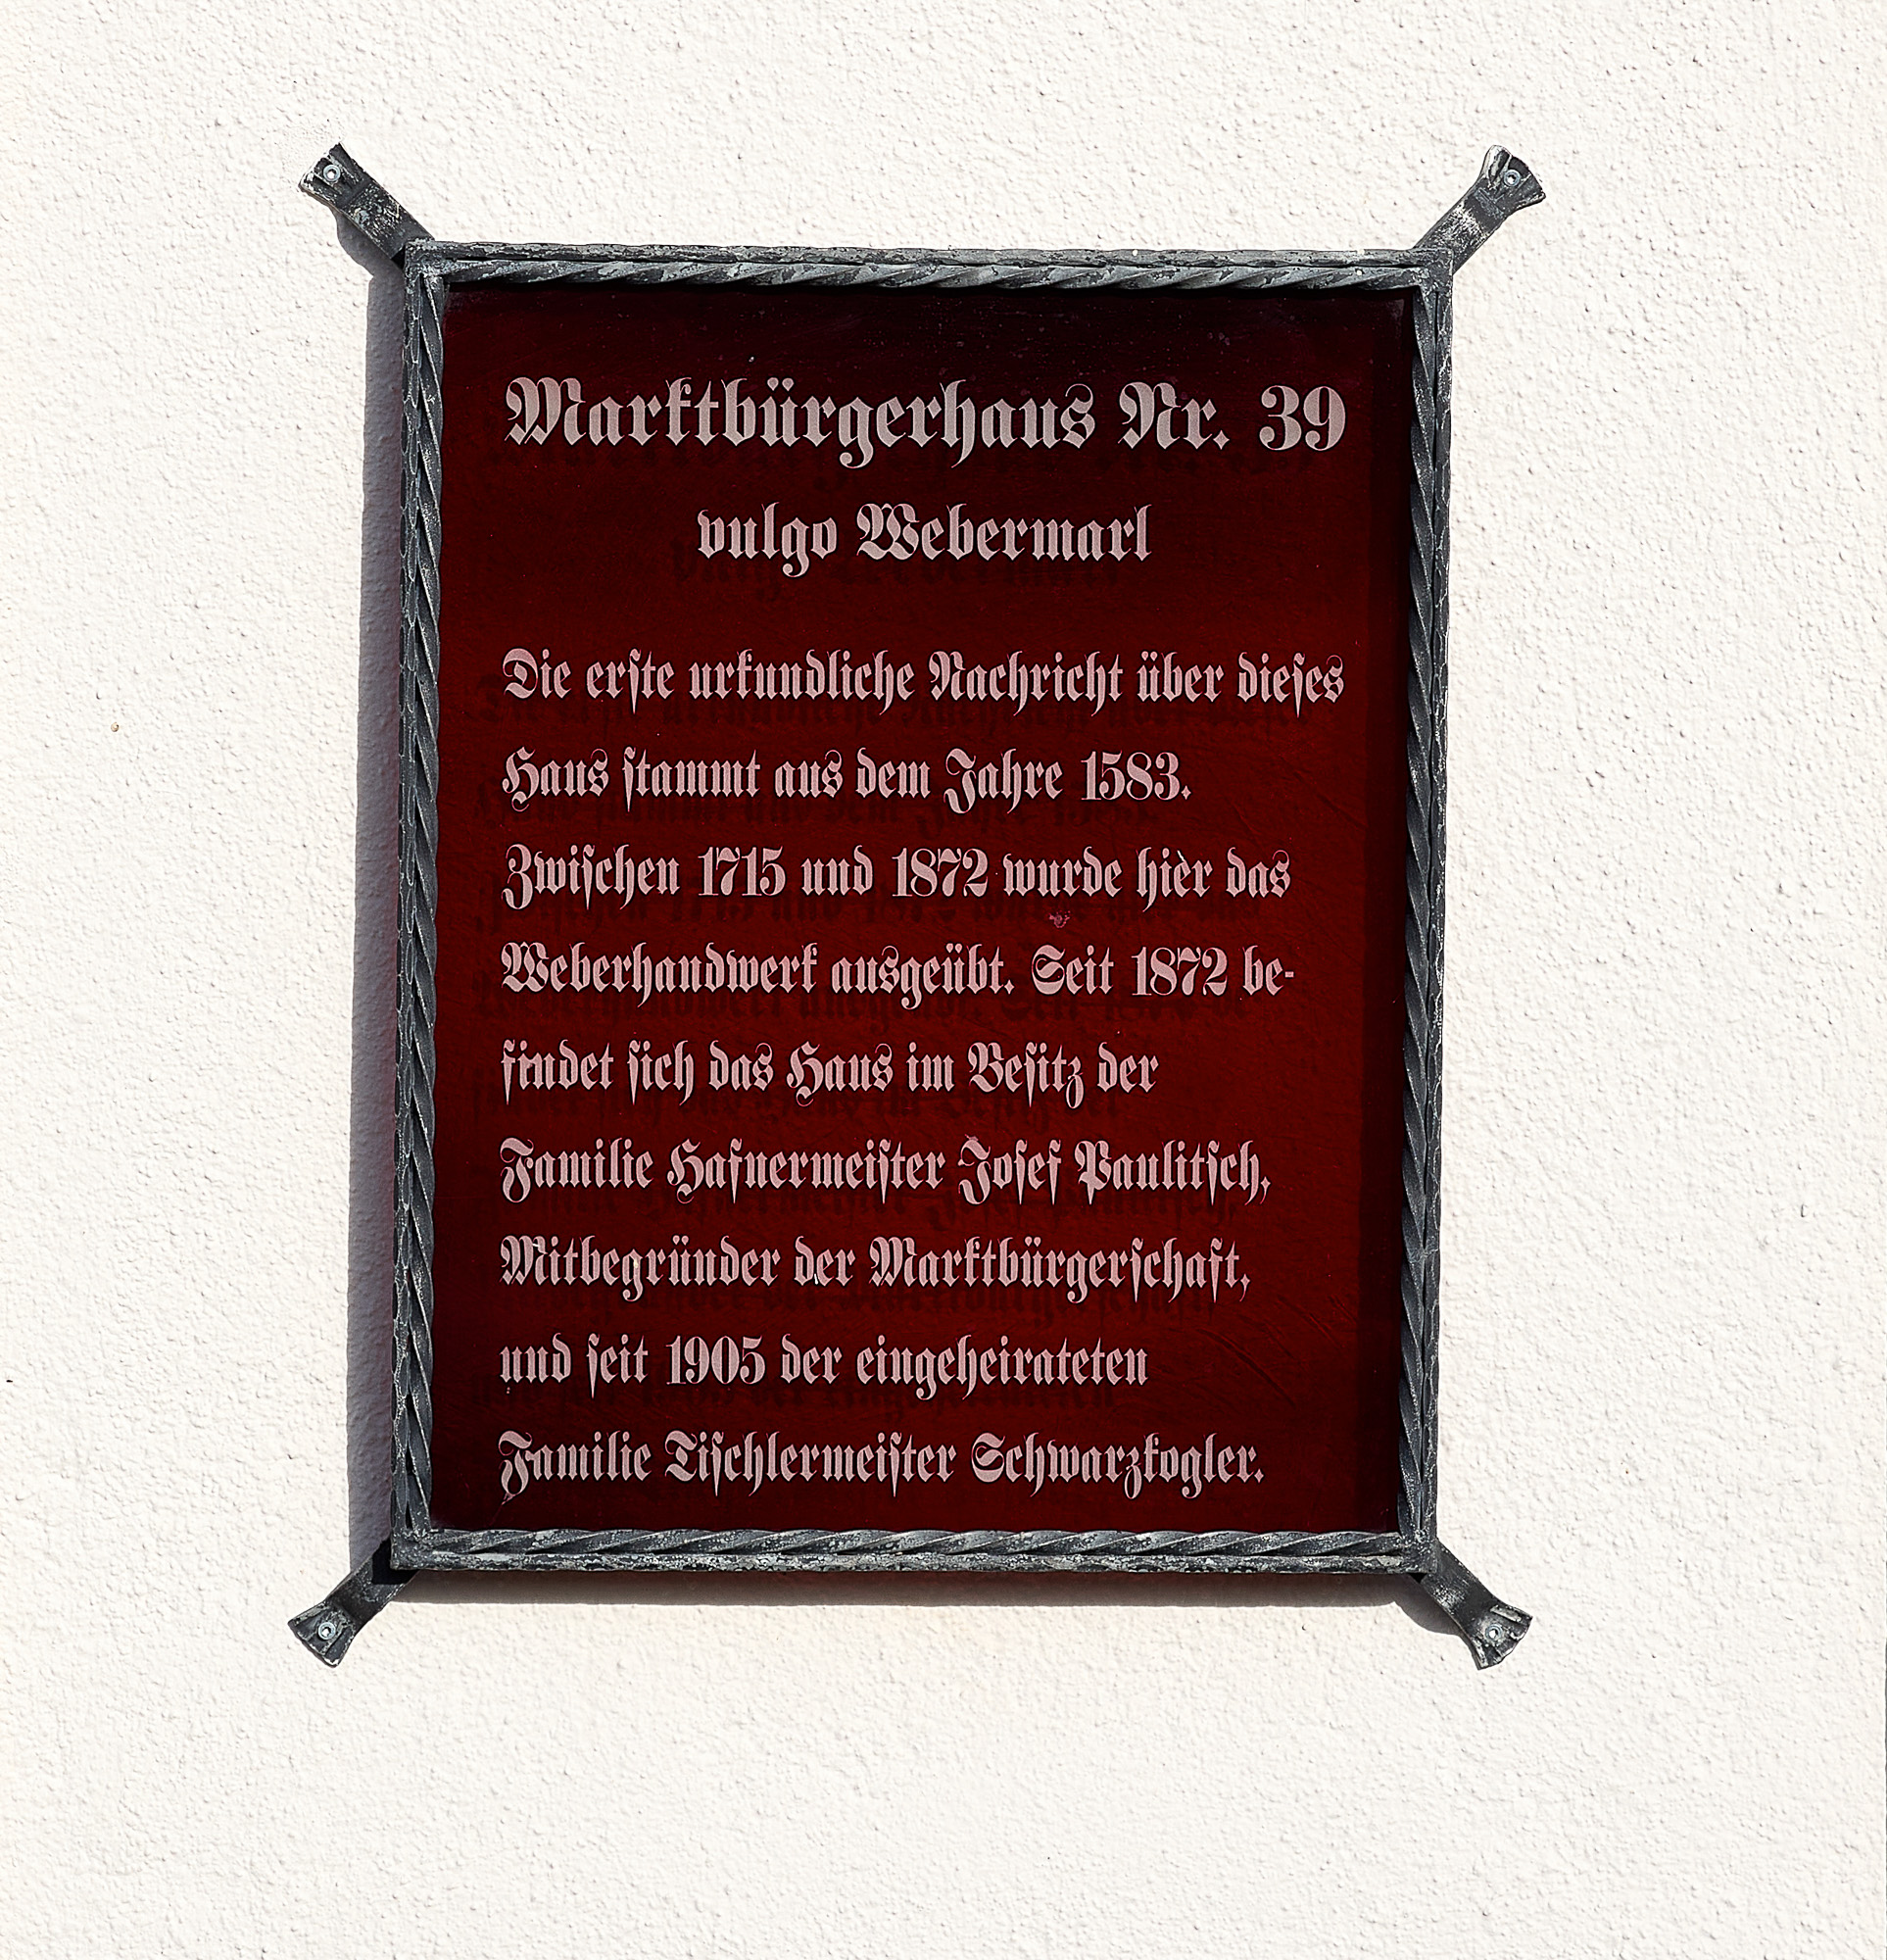 Marktbürgerhaus Nr. 39
vulgo Webermarl
Die erſte urkundliche Nachricht über dieſes
Haus ſtammt aus dem Jahre 1583.
Zwiſchen 1715 und 1872 wurde hier das
Weberhandwerk ausgeübt. Seit 1872 be-
findet ſich das Haus im Beſitz der
Familie Hafnermeiſter Joſef Paulitſch,
Mitbegründer der Marktbürgerſchaft,
und ſeit 1905 der eingeheirateten
Familie Tiſchlermeiſter Schwarzkogler.